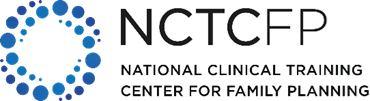 NCTCFP
NATIONAL CLINICAL TRAINING
CENTER FOR FAMILY PLANNING